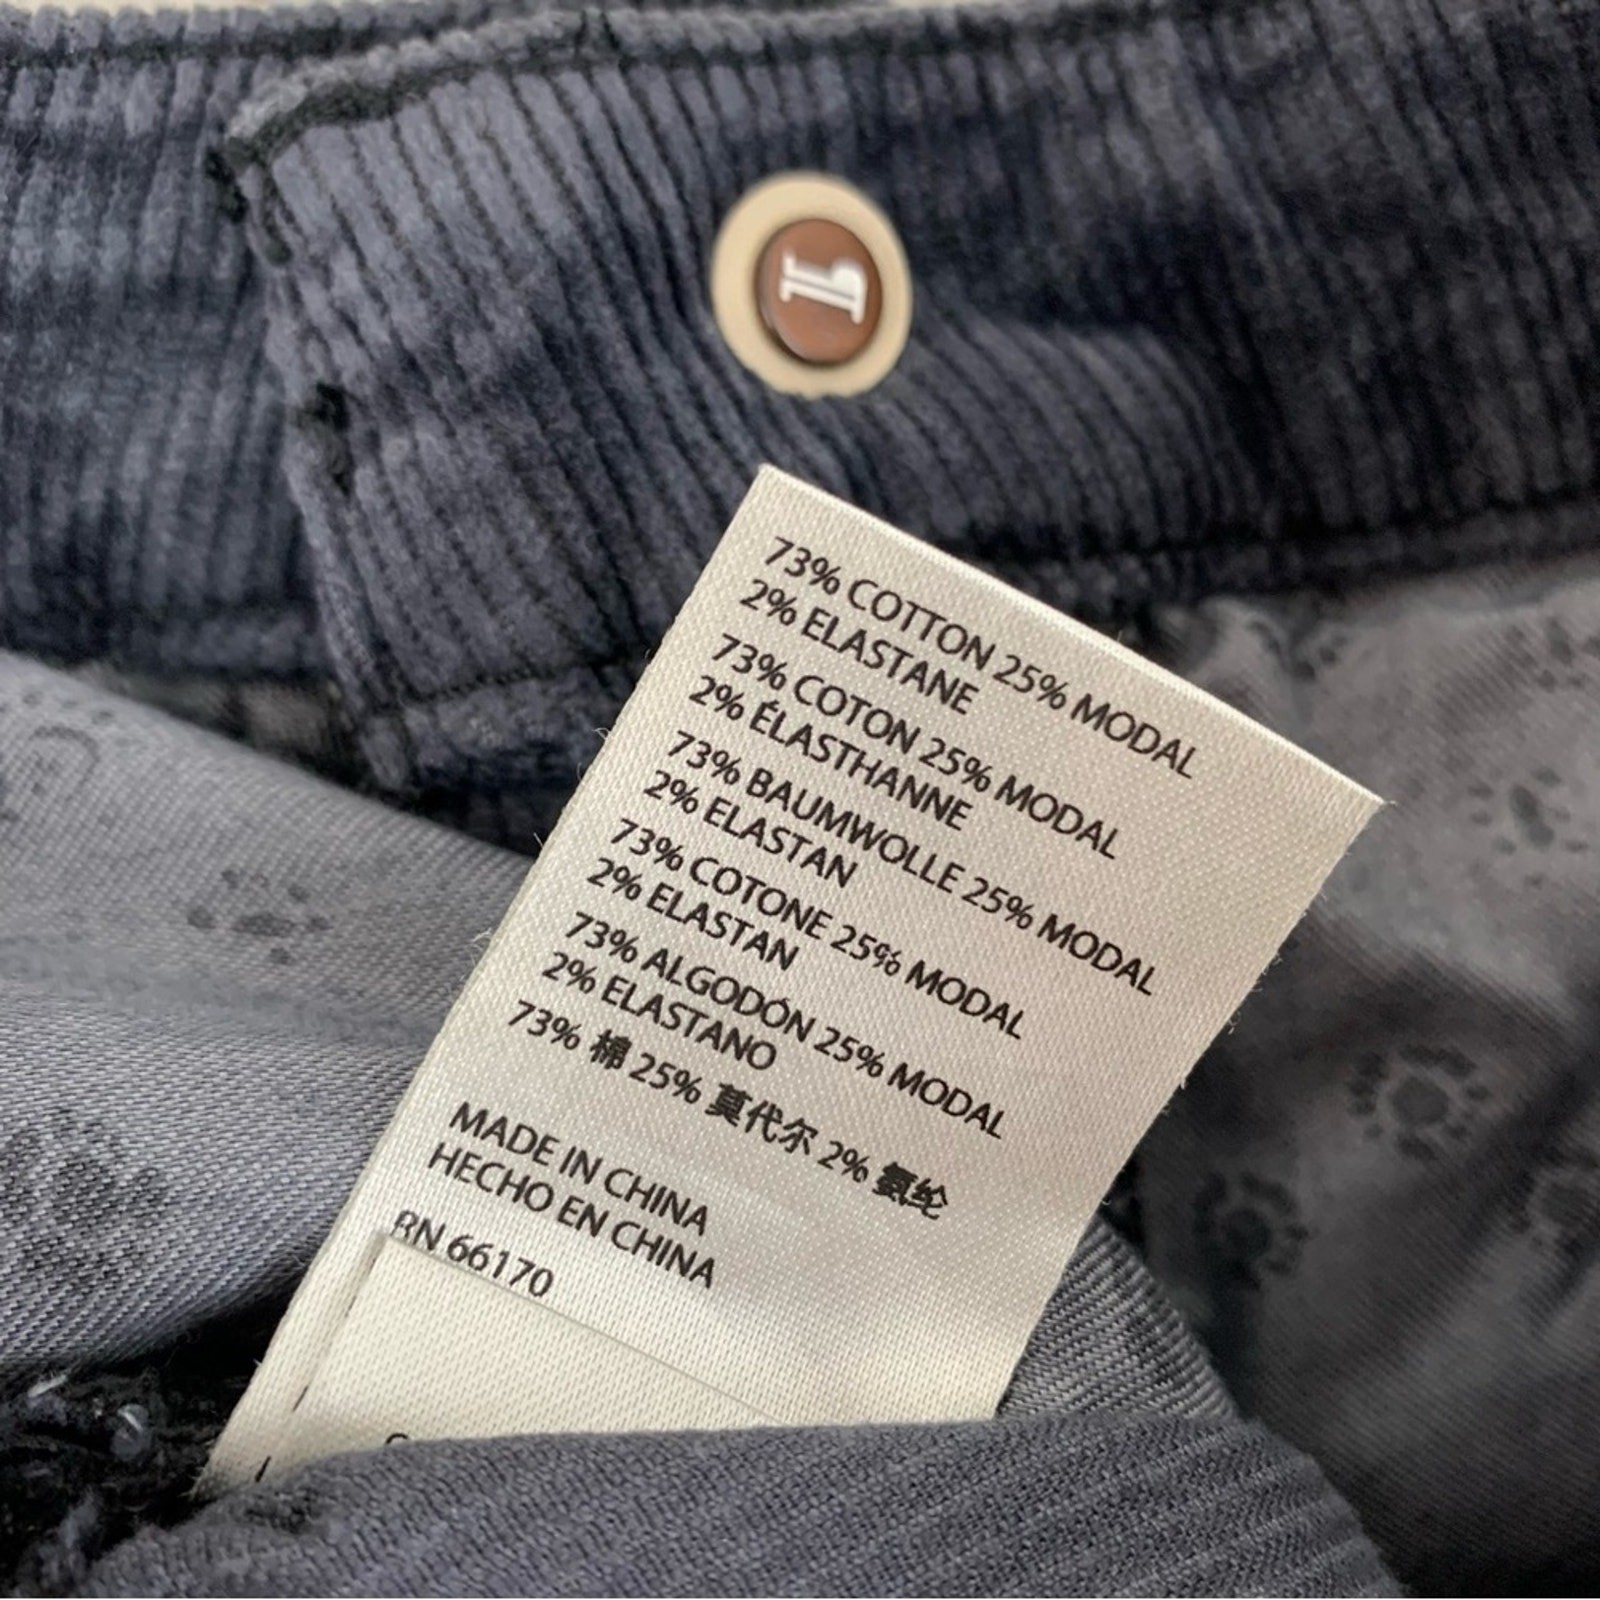 73% COTTON 25% MODAL
2% ELASTANE
73% COTON 25% MODAL
2% ÉLASTHANNE
73% BAUMWOLLE 25% MODAL
2% ELASTAN
73% COTONE 25% MODAL
2% ELASTAN
73% ALGODÓN 25% MODAL
2% ELASTANO
73% 棉 25% 莫代尔 2% 氨纶
MADE IN CHINA
HECHO EN CHINA
RN 66170